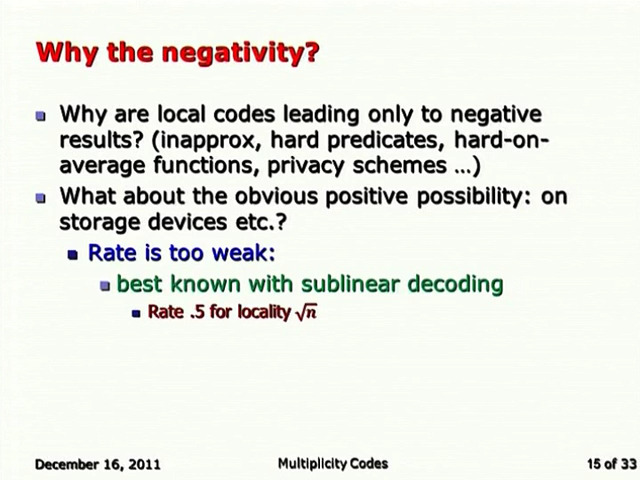 Why the negativity?
Why are local codes leading only to negative
results? (inapprox, hard predicates, hard-on-
average functions, privacy schemes …)
What about the obvious positive possibility: on
storage devices etc.?
Rate is too weak:
best known with sublinear decoding
Rate .5 for locality √n
December 16, 2011
Multiplicity Codes
15 of 33